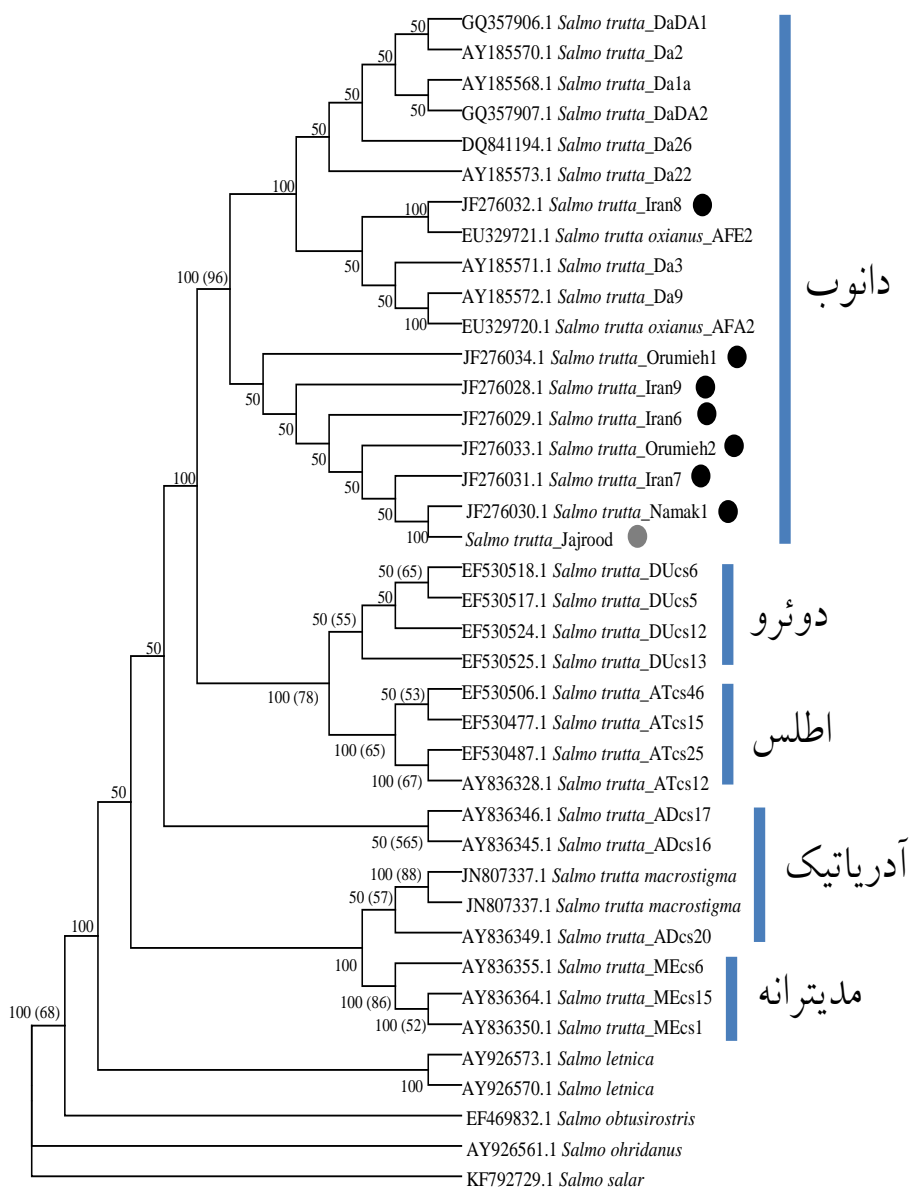 50 GQ357906.1 Salmo trutta_DaDA1
50 AY185570.1 Salmo trutta_Da2
50 AY185568.1 Salmo trutta_Da1a
50 GQ357907.1 Salmo trutta_DaDA2
50 DQ841194.1 Salmo trutta_Da26
AY185573.1 Salmo trutta_Da22
100
100 JF276032.1 Salmo trutta_Iran8
EU329721.1 Salmo trutta oxianus_AFE2
50 AY185571.1 Salmo trutta_Da3
دانوب
100 (96)
50 AY185572.1 Salmo trutta_Da9
100 EU329720.1 Salmo trutta oxianus_AFA2
JF276034.1 Salmo trutta_Orumieh1
50 JF276028.1 Salmo trutta_Iran9
50 JF276029.1 Salmo trutta_Iran6
50 JF276033.1 Salmo trutta_Orumieh2
100
50 JF276031.1 Salmo trutta_Iran7
50 JF276030.1 Salmo trutta_Namak1
100 Salmo trutta_Jajrood
50 (65) EF530518.1 Salmo trutta_DUcs6
50 EF530517.1 Salmo trutta_DUcs5
دوئرو
50 (55) EF530524.1 Salmo trutta_DUcs12
50
EF530525.1 Salmo trutta_DUcs13
100 (78)
50 (53) EF530506.1 Salmo trutta_ATcs46
EF530477.1 Salmo trutta_ATcs15
اطلس
100 (65) EF530487.1 Salmo trutta_ATcs25
100 (67) AY836328.1 Salmo trutta_ATcs12
50
AY836346.1 Salmo trutta_ADcs17
50 (565) AY836345.1 Salmo trutta_ADcs16
آدریاتیک
100 (88) JN807337.1 Salmo trutta macrostigma
50 (57) JN807337.1 Salmo trutta macrostigma
100
AY836349.1 Salmo trutta_ADcs20
100 AY836355.1 Salmo trutta_MEcs6
100 (86) AY836364.1 Salmo trutta_MEcs15
مدیترانه
100 (68)
100 (52) AY836350.1 Salmo trutta_MEcs1
AY926573.1 Salmo letnica
100 AY926570.1 Salmo letnica
EF469832.1 Salmo obtusirostris
AY926561.1 Salmo ohridanus
KF792729.1 Salmo salar